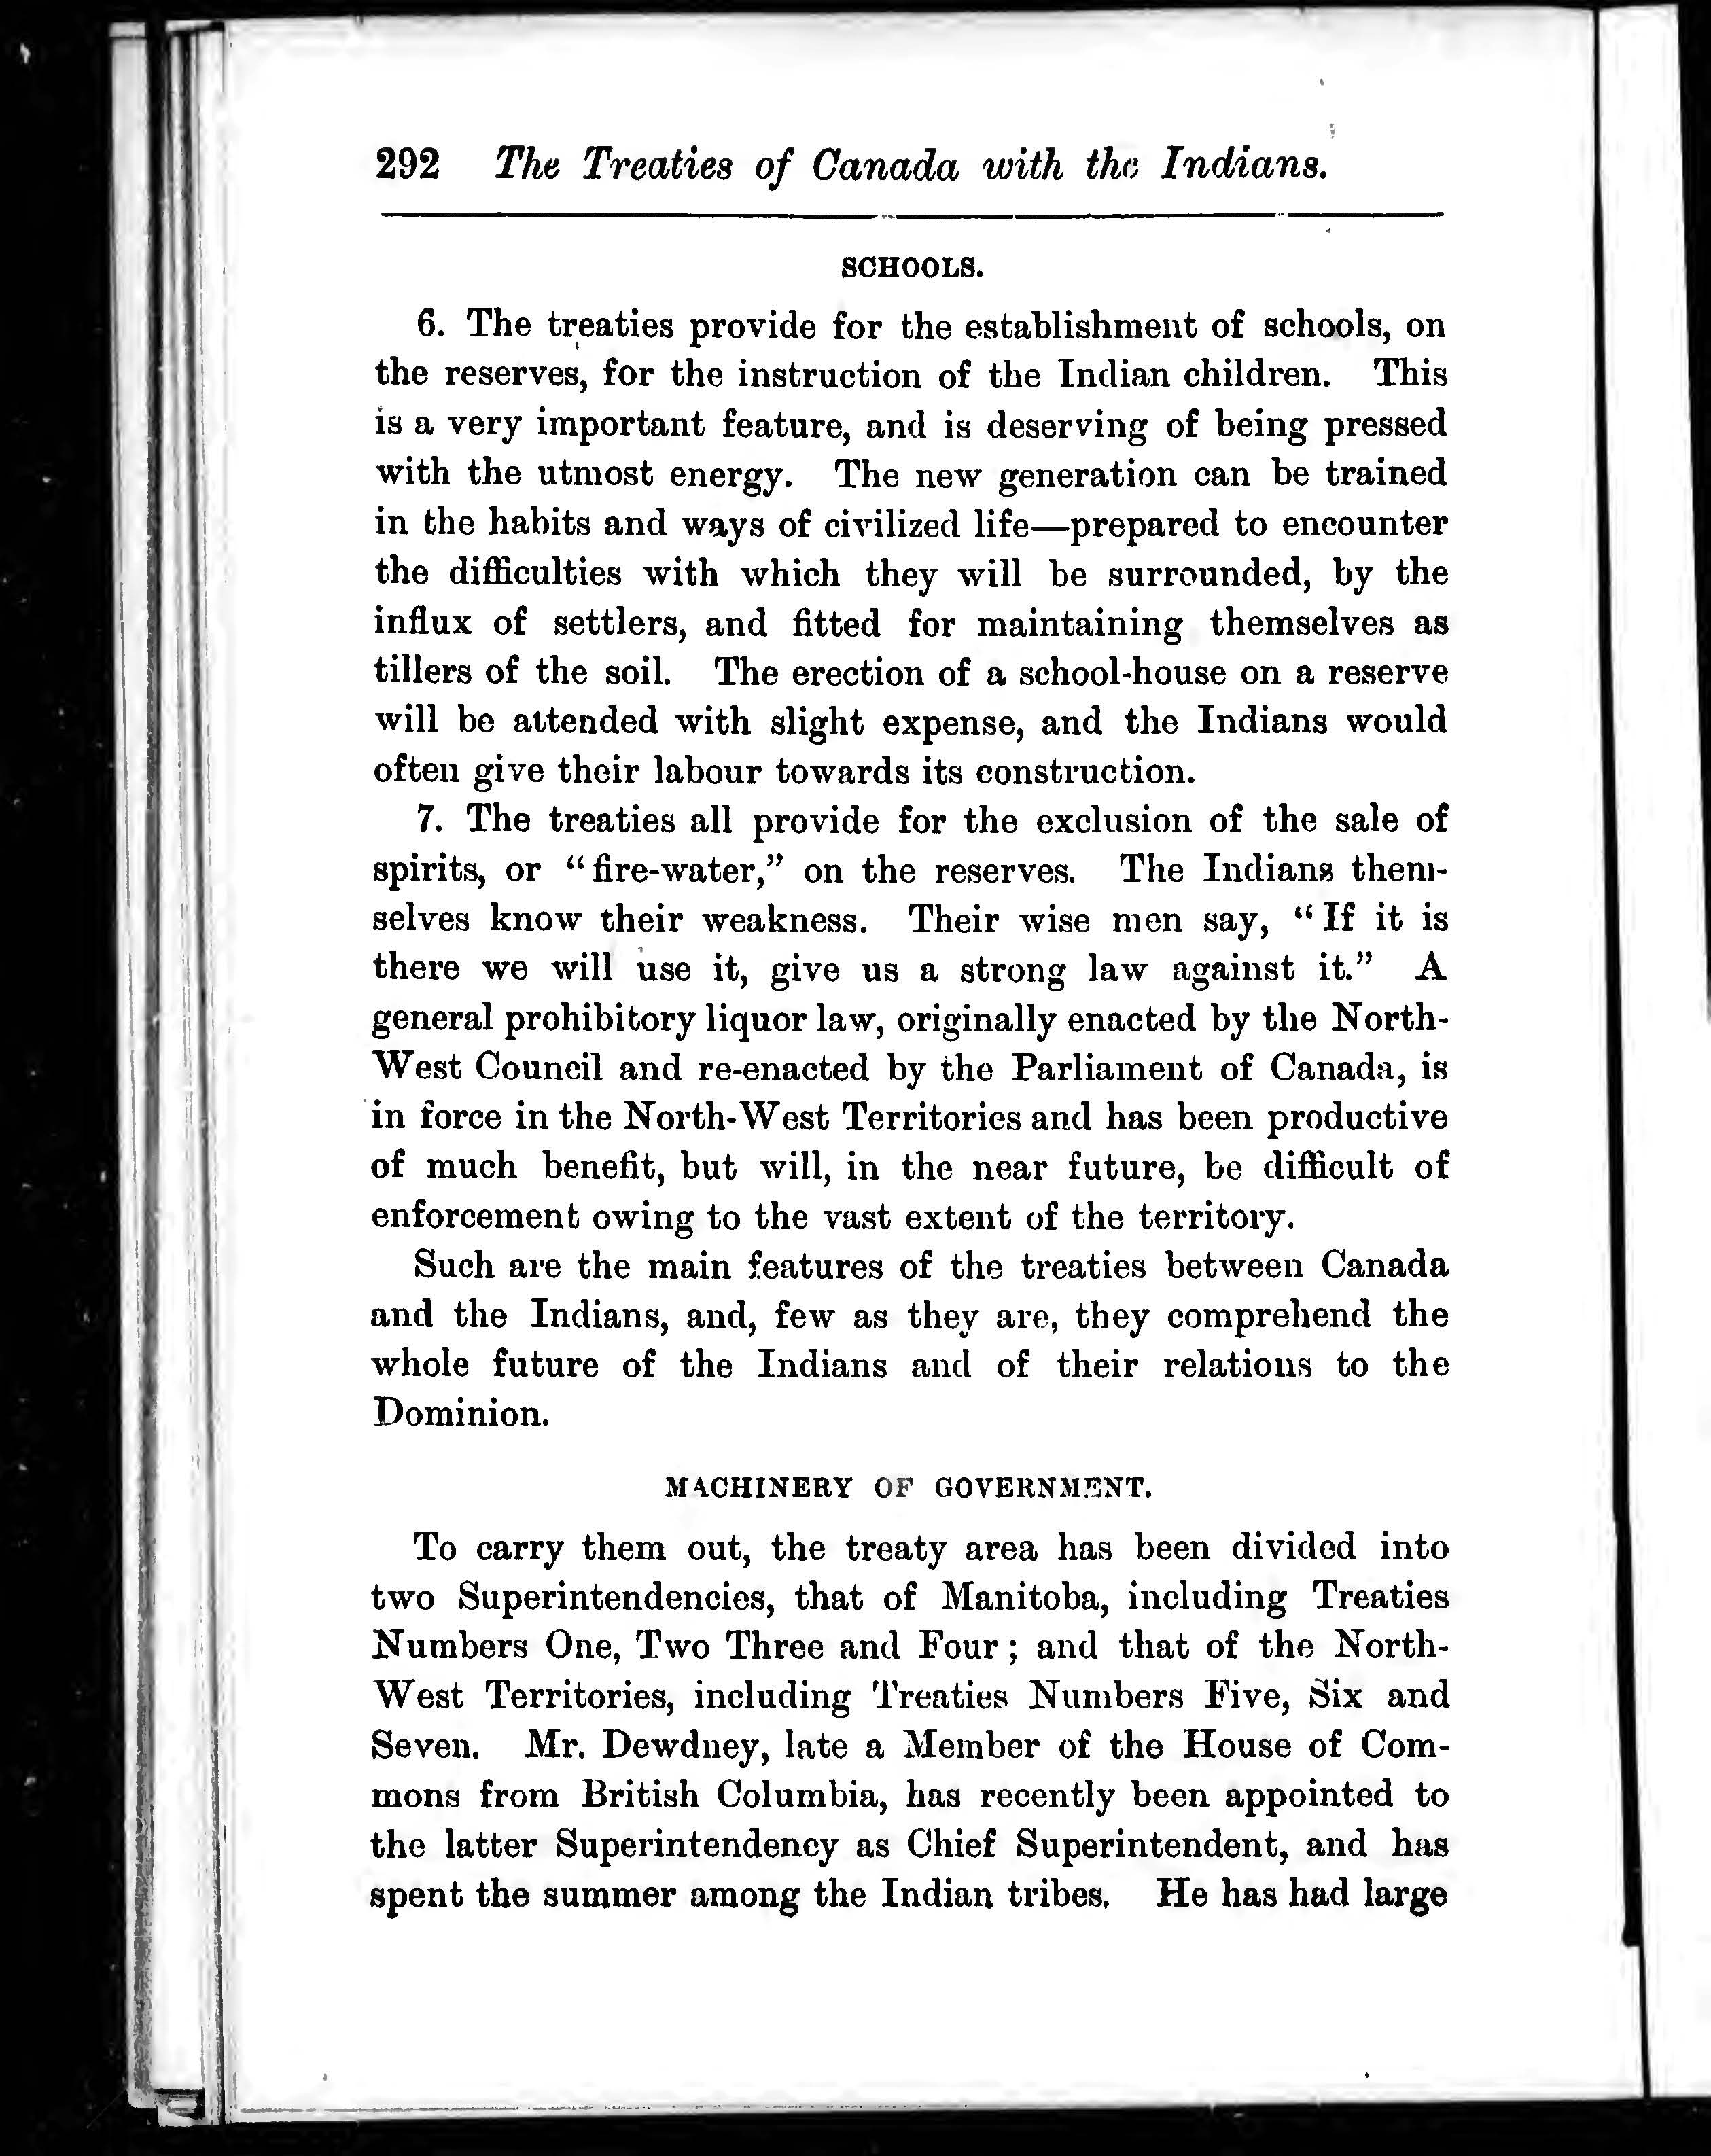 292 The Treaties of Canada with the Indians.
SCHOOLS.
6. The treaties provide for the establishment of schools, on
the reserves, for the instruction of the Indian children. This
is a very important feature, and is deserving of being pressed
with the utmost energy. The new generation can be trained
in the habits and ways of civilized life—prepared to encounter
the difficulties with which they will be surrounded, by the
influx of settlers, and fitted for maintaining themselves as
tillers of the soil. The erection of a school-house on a reserve
will be attended with slight expense, and the Indians would
often give their labour towards its construction.
7. The treaties all provide for the exclusion of the sale of
spirits, or “fire-water,” on the reserves. The Indians them-
selves know their weakness. Their wise men say, “If it is
there we will use it, give us a strong law against it.” A
general prohibitory liquor law, originally enacted by the North-
West Council and re-enacted by the Parliament of Canada, is
in force in the North-West Territories and has been productive
of much benefit, but will, in the near future, be difficult of
enforcement owing to the vast extent of the territory.
Such are the main features of the treaties between Canada
and the Indians, and, few as they are, they comprehend the
whole future of the Indians and of their relations to the
Dominion.
MACHINERY OF GOVERNMENT.
To carry them out, the treaty area has been divided into
two Superintendencies, that of Manitoba, including Treaties
Numbers One, Two Three and Four; and that of the North-
West Territories, including Treaties Numbers Five, Six and
Seven. Mr. Dewdney, late a Member of the House of Com-
mons from British Columbia, has recently been appointed to
the latter Superintendency as Chief Superintendent, and has
spent the summer among the Indian tribes. He has had large